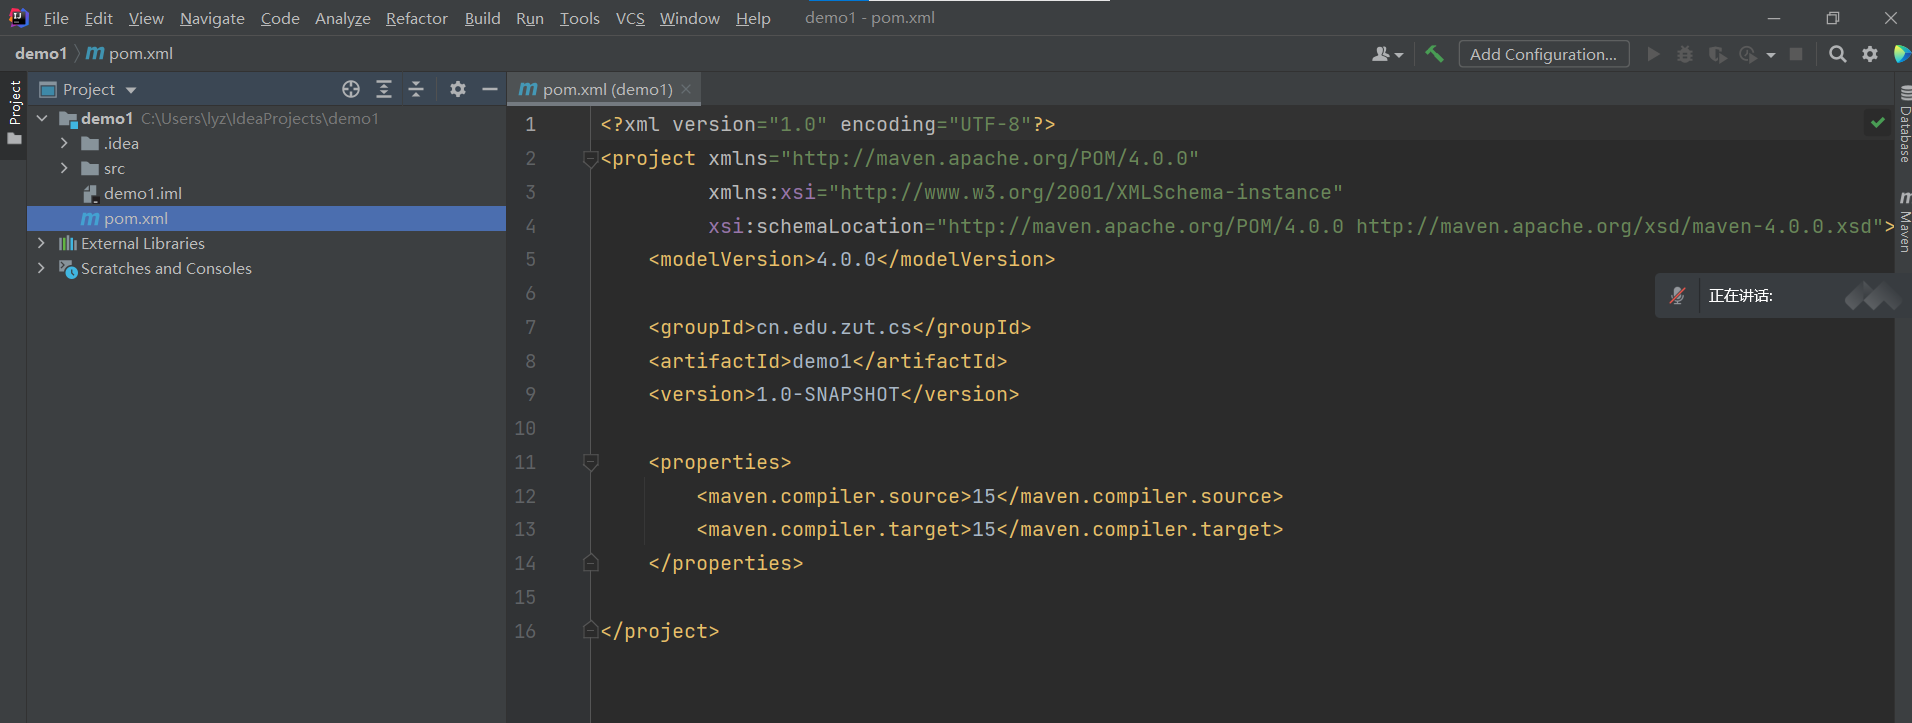 File Edit View Navigate Code Analyze Refactor Build Run Tools VCS Window Help demo1 - pom.xml
demo1 pom.xml
Add Configuration...
Project
Project
demo1 C:\Users\lyz\IdeaProjects\demo1
.idea
src
demo1.iml
pom.xml
External Libraries
Scratches and Consoles
pom.xml (demo1)
1 <?xml version="1.0" encoding="UTF-8"?>
2 <project xmlns="http://maven.apache.org/POM/4.0.0"
3 xmlns:xsi="http://www.w3.org/2001/XMLSchema-instance"
4 xsi:schemaLocation="http://maven.apache.org/POM/4.0.0 http://maven.apache.org/xsd/maven-4.0.0.xsd">
5 <modelVersion>4.0.0</modelVersion>
6
7 <groupId>cn.edu.zut.cs</groupId>
8 <artifactId>demo1</artifactId>
9 <version>1.0-SNAPSHOT</version>
10
11 <properties>
12 <maven.compiler.source>15</maven.compiler.source>
13 <maven.compiler.target>15</maven.compiler.target>
14 </properties>
15
16 </project>
Database
Maven
正在讲话: